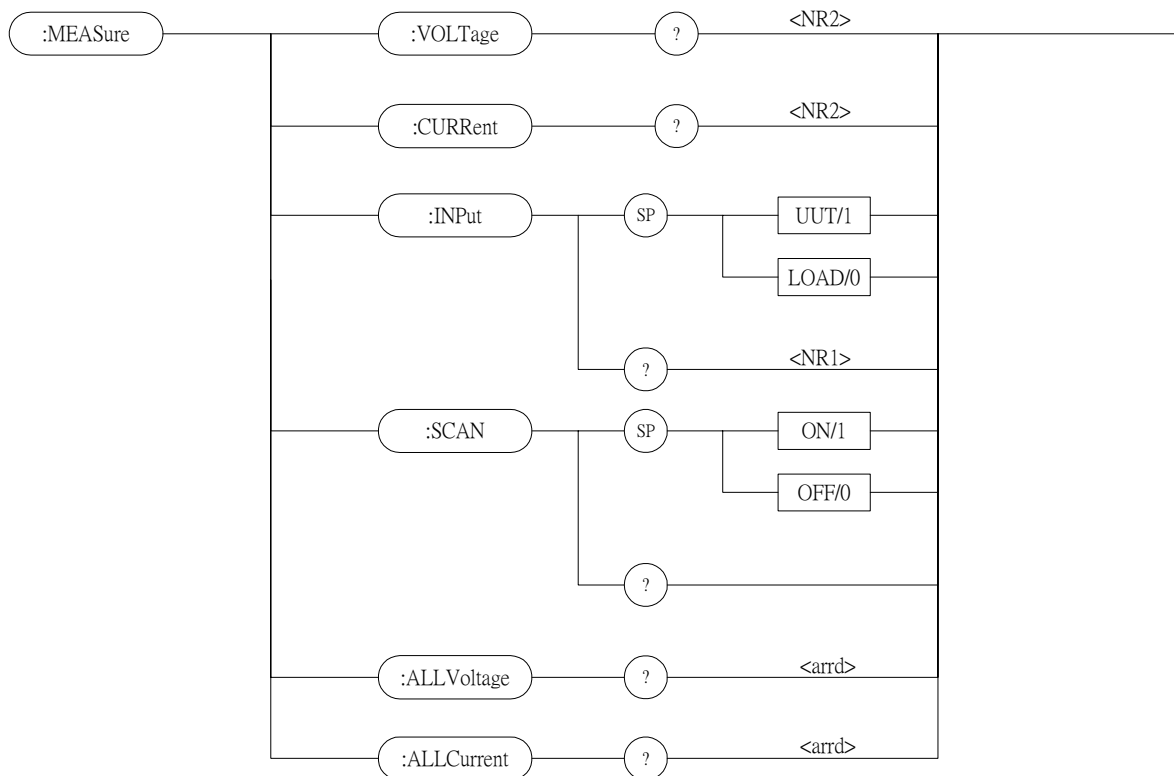 :MEASure :VOLTage ? <NR2>
:CURRent ? <NR2>
:INPut SP UUT/1
LOAD/0
? <NR1>
:SCAN SP ON/1
OFF/0
?
:ALLVoltage ? <arrd>
:ALLCurrent ? <arrd>